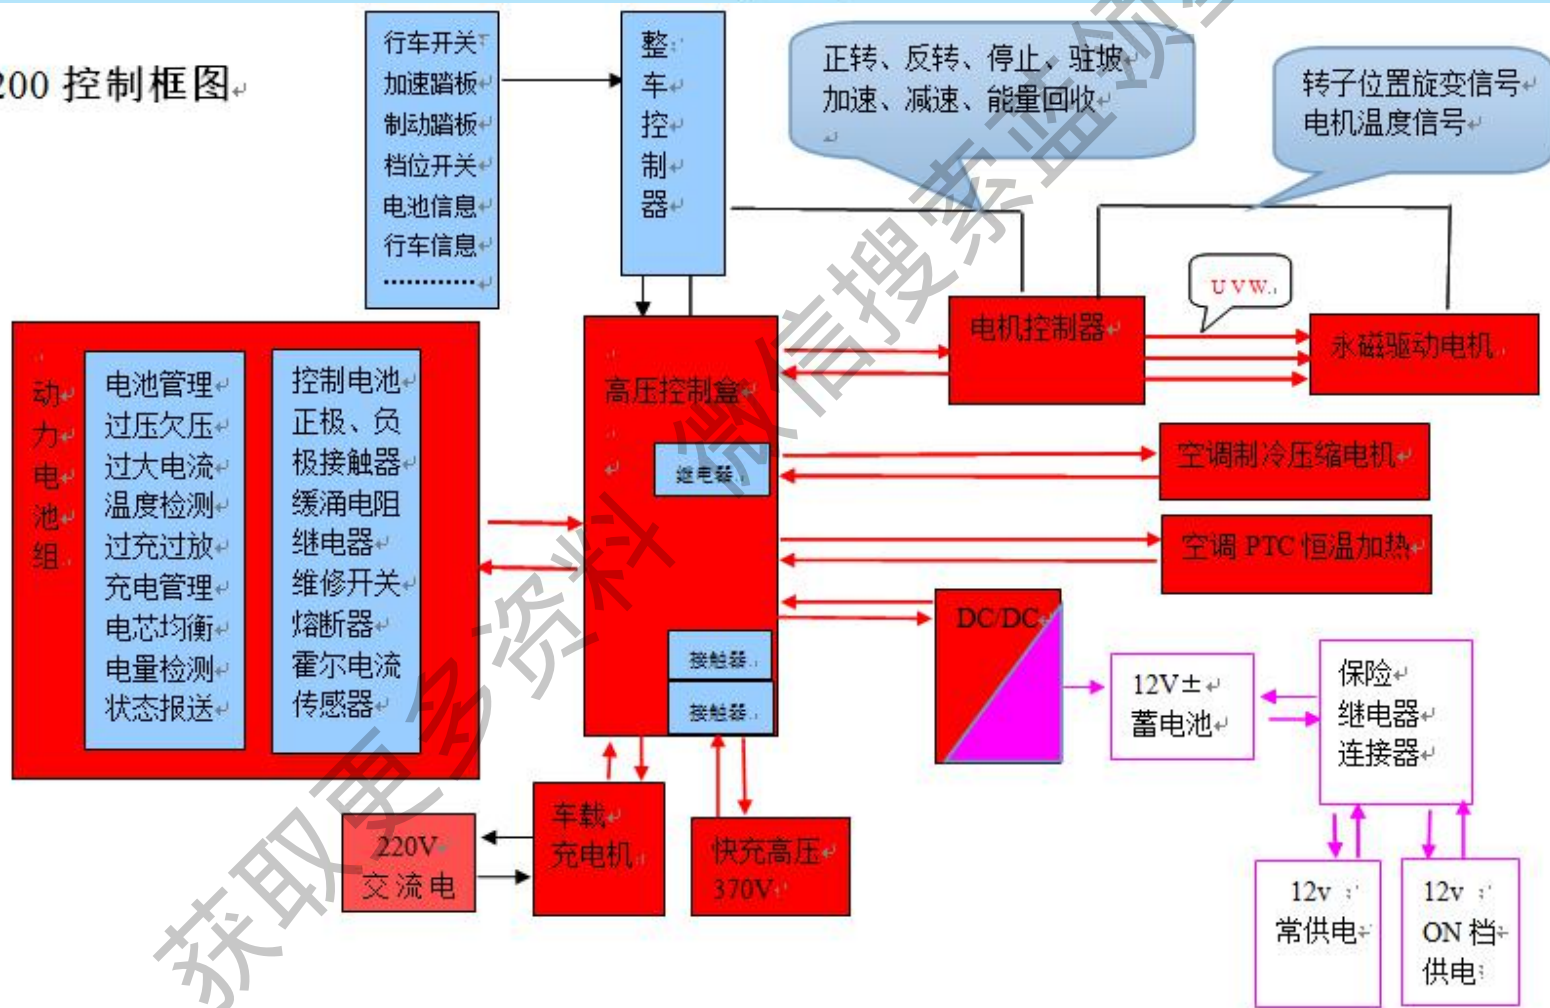 200 控制框图
行车开关
加速踏板
制动踏板
档位开关
电池信息
行车信息
…………
整
车
控
制
器
正转、反转、停止、驻坡
加速、减速、能量回收
转子位置旋变信号
电机温度信号
UVW
动
力
电
池
组
电池管理
过压欠压
过大电流
温度检测
过充过放
充电管理
电芯均衡
电量检测
状态报送
控制电池
正极、负
极接触器
缓涌电阻
继电器
维修开关
熔断器
霍尔电流
传感器
高压控制盒
继电器
接触器
接触器
电机控制器
永磁驱动电机
空调制冷压缩电机
空调 PTC 恒温加热
DC/DC
12V±
蓄电池
保险
继电器
连接器
车载
充电机
220V
交流电
快充高压
370V
12v
常供电
12v
ON 档
供电
获取更多资料 微信搜索蓝领